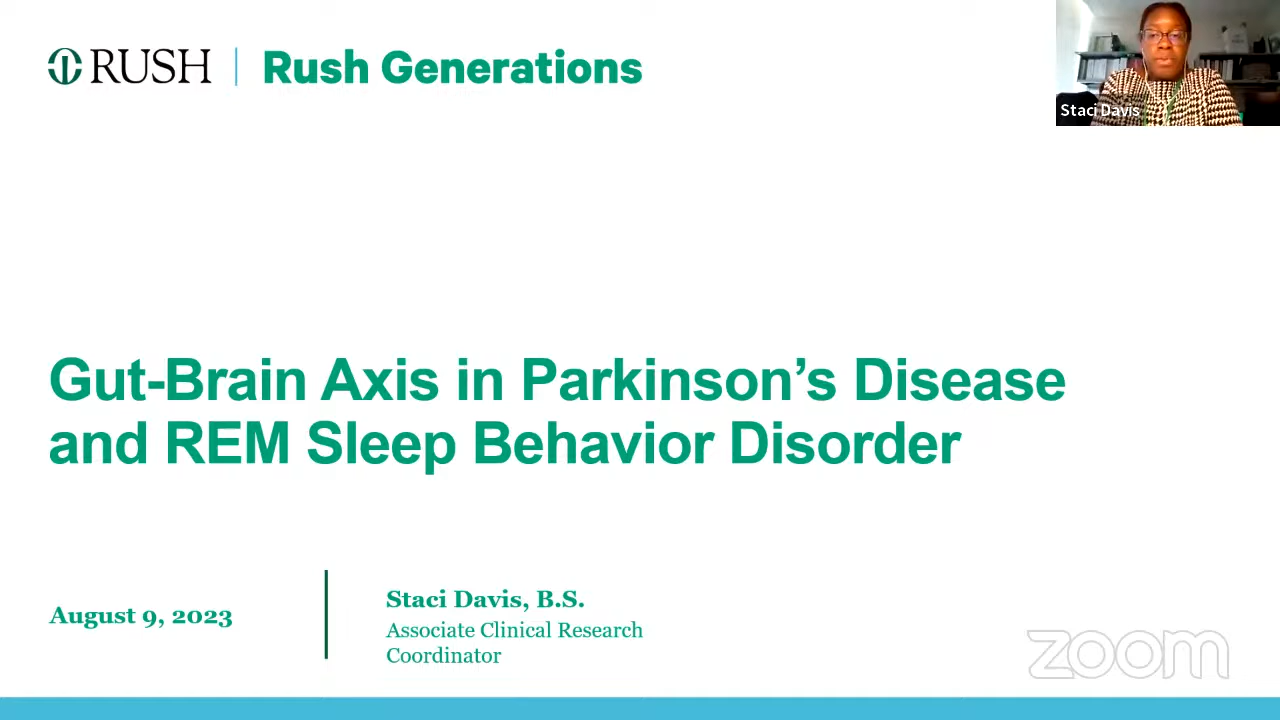 RUSH | Rush Generations
Staci Davis
Gut-Brain Axis in Parkinson’s Disease
and REM Sleep Behavior Disorder
August 9, 2023
Staci Davis, B.S.
Associate Clinical Research
Coordinator
zoom